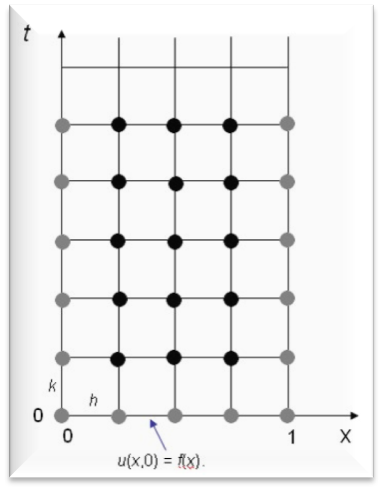 t
k
h
0
0 1 X
u(x,0) = f(x).